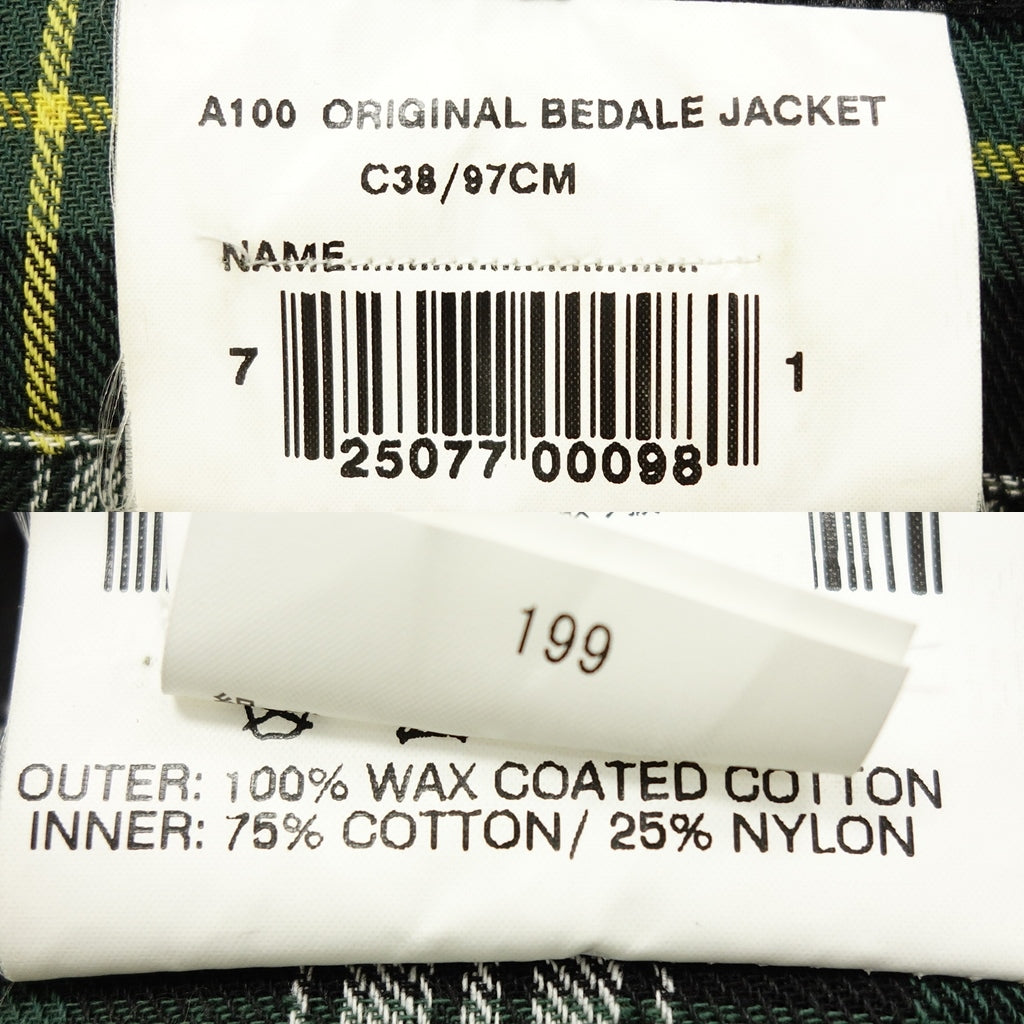 A100 ORIGINAL BEDALE JACKET
C38/97CM
NAME................................................
7 25077 00098 1
199
OUTER: 100% WAX COATED COTTON
INNER: 75% COTTON/ 25% NYLON